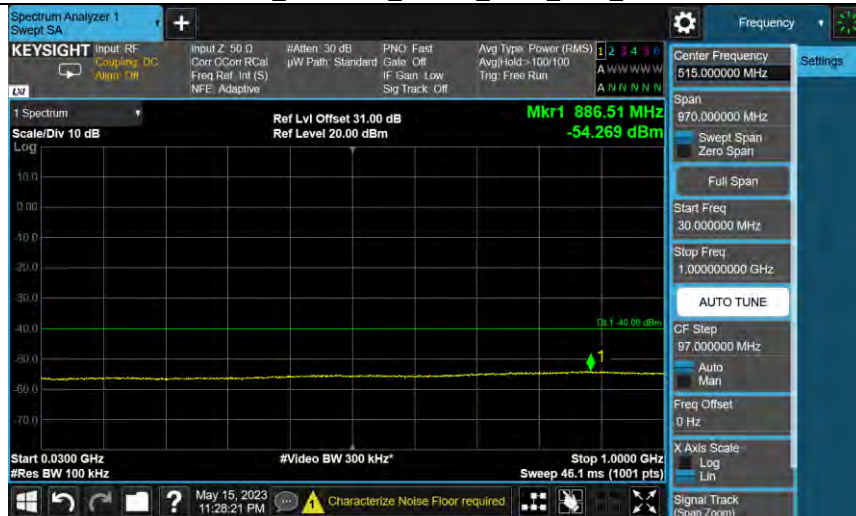 Spectrum Analyzer 1
Swept SA
+
Frequency
KEYSIGHT
Input: RF
Coupling: DC
Align: Off
LXI
Input Z: 50 Ω
Corr CCorr RCal
Freq Ref: Int (S)
NFE: Adaptive
#Atten: 30 dB
µW Path: Standard
PNO: Fast
Gate: Off
IF Gain: Low
Sig Track: Off
Avg Type: Power (RMS)
Avg|Hold:>100/100
Trig: Free Run
1 2 3 4 5 6
A W W W W W
A N N N N N
1 Spectrum
Scale/Div 10 dB
Log
Ref Lvl Offset 31.00 dB
Ref Level 20.00 dBm
Mkr1 886.51 MHz
-54.269 dBm
10.0
0.00
-10.0
-20.0
-30.0
-40.0
-50.0
-60.0
-70.0
DL1 -40.00 dBm
1
Start 0.0300 GHz
#Res BW 100 kHz
#Video BW 300 kHz*
Stop 1.0000 GHz
Sweep 46.1 ms (1001 pts)
Center Frequency
515.000000 MHz
Settings
Span
970.000000 MHz
Swept Span
Zero Span
Full Span
Start Freq
30.000000 MHz
Stop Freq
1.000000000 GHz
AUTO TUNE
CF Step
97.000000 MHz
Auto
Man
Freq Offset
0 Hz
X Axis Scale
Log
Lin
Signal Track
(Span Zoom)
?
May 15, 2023
11:28:21 PM
Characterize Noise Floor required